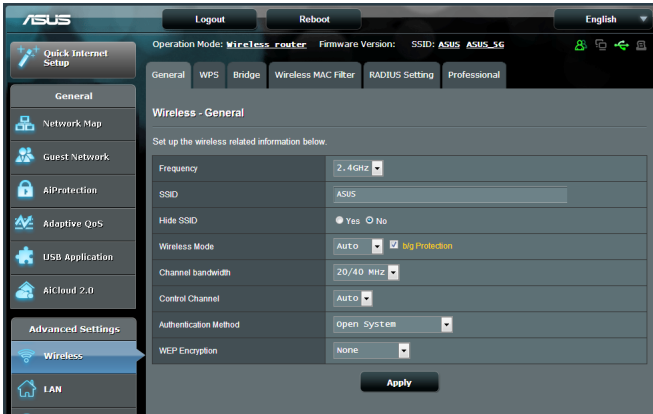 ASUS Logout Reboot English
Operation Mode: Wireless router Firmware Version: SSID: ASUS ASUS_5G
Quick Internet Setup
General
Network Map
Guest Network
AiProtection
Adaptive QoS
USB Application
AiCloud 2.0
Advanced Settings
Wireless
LAN
General WPS Bridge Wireless MAC Filter RADIUS Setting Professional
Wireless - General
Set up the wireless related information below.
Frequency 2.4GHz
SSID ASUS
Hide SSID Yes No
Wireless Mode Auto b/g Protection
Channel bandwidth 20/40 MHz
Control Channel Auto
Authentication Method Open System
WEP Encryption None
Apply